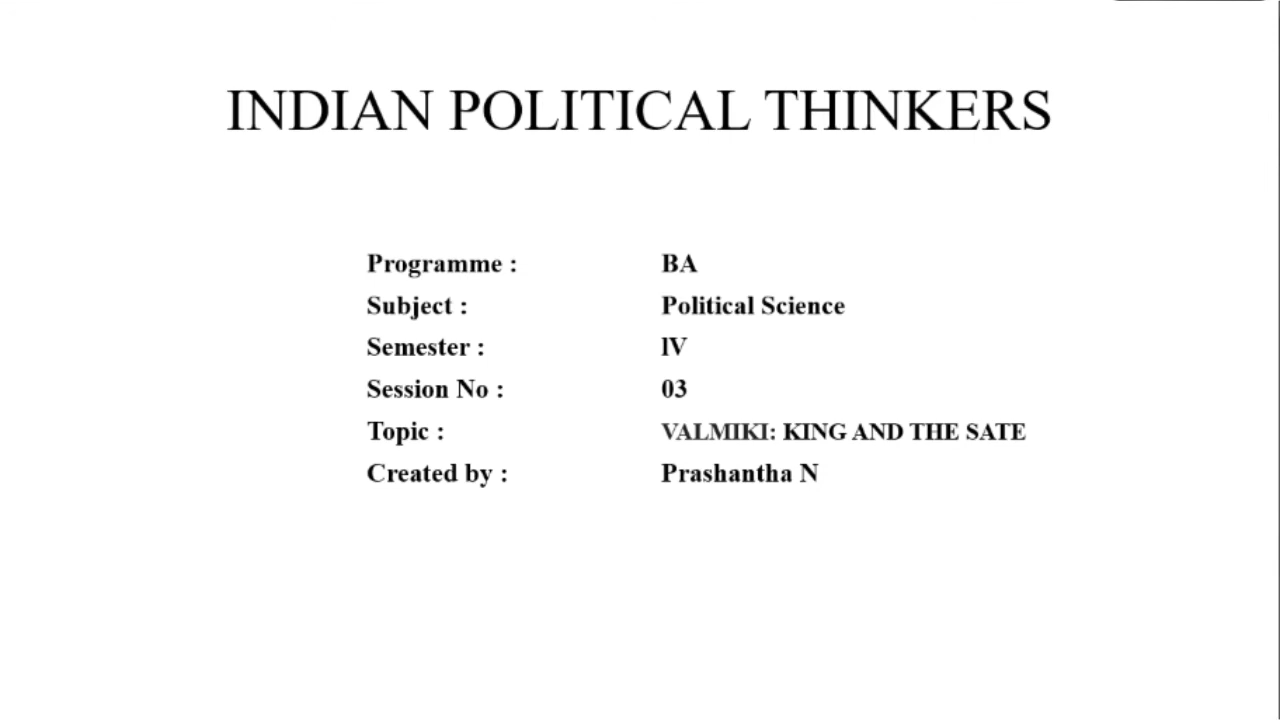 INDIAN POLITICAL THINKERS
Programme : BA
Subject : Political Science
Semester : lV
Session No : 03
Topic : VALMIKI: KING AND THE SATE
Created by : Prashantha N